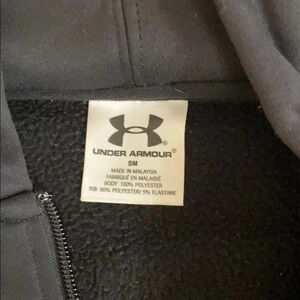 UNDER ARMOUR®
SM
MADE IN MALAYSIA
FABRIQUÉ EN MALAISIE
BODY: 100% POLYESTER
RIB: 95% POLYESTER/ 5% ELASTANE